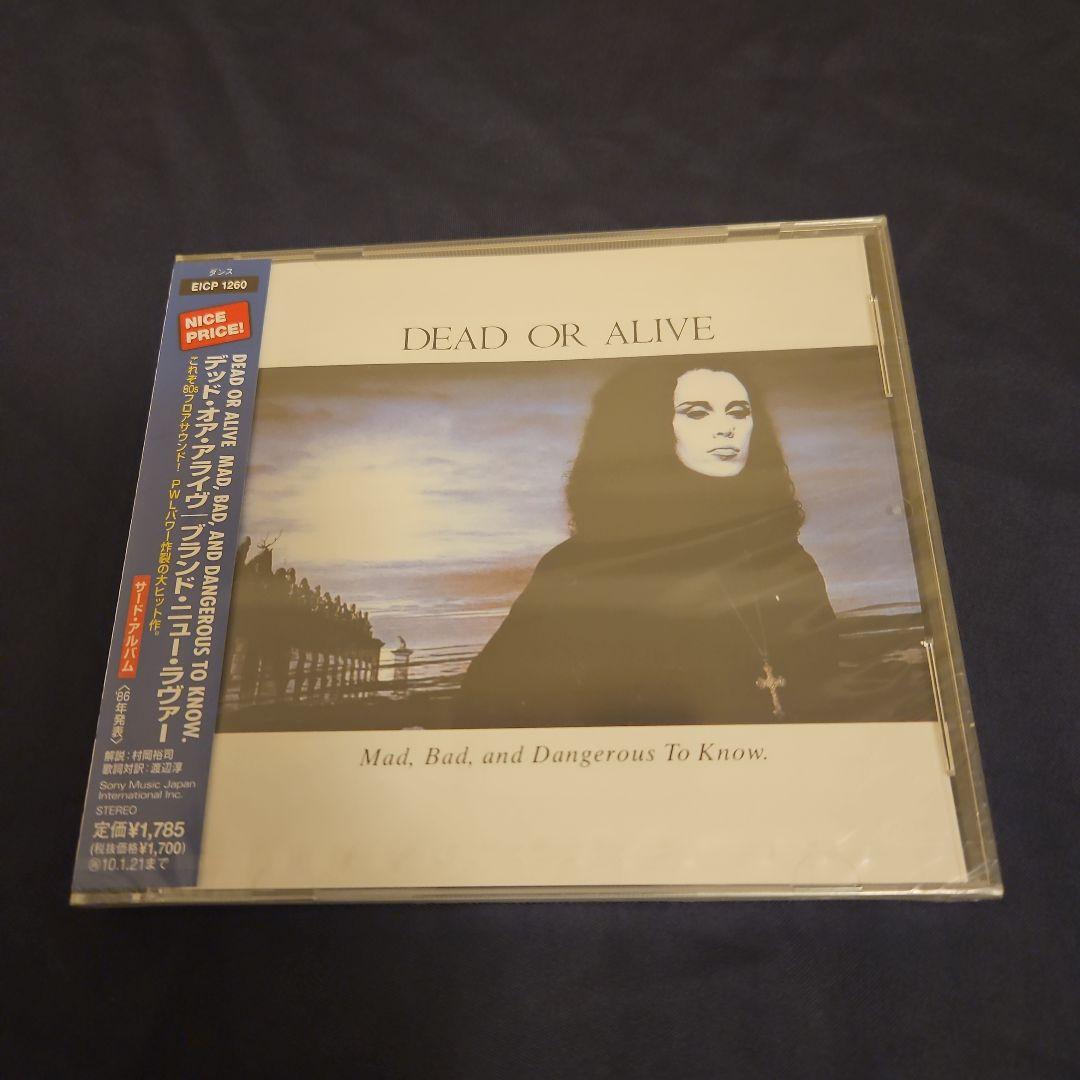 ダンス
EICP 1260
NICE
PRICE!
DEAD OR ALIVE MAD, BAD, AND DANGEROUS TO KNOW.
デッド・オア・アライヴ|ブランド・ニュー・ラヴァー
これぞ80sフロアサウンド! PWLパワー炸裂の大ヒット作。
サード・アルバム
〈'86年発表〉
解説:村岡裕司
歌詞対訳:渡辺淳
Sony Music Japan
International Inc.
STEREO
定価¥1,785
(税抜価格¥1,700)
10.1.21まで
DEAD OR ALIVE
Mad, Bad, and Dangerous To Know.